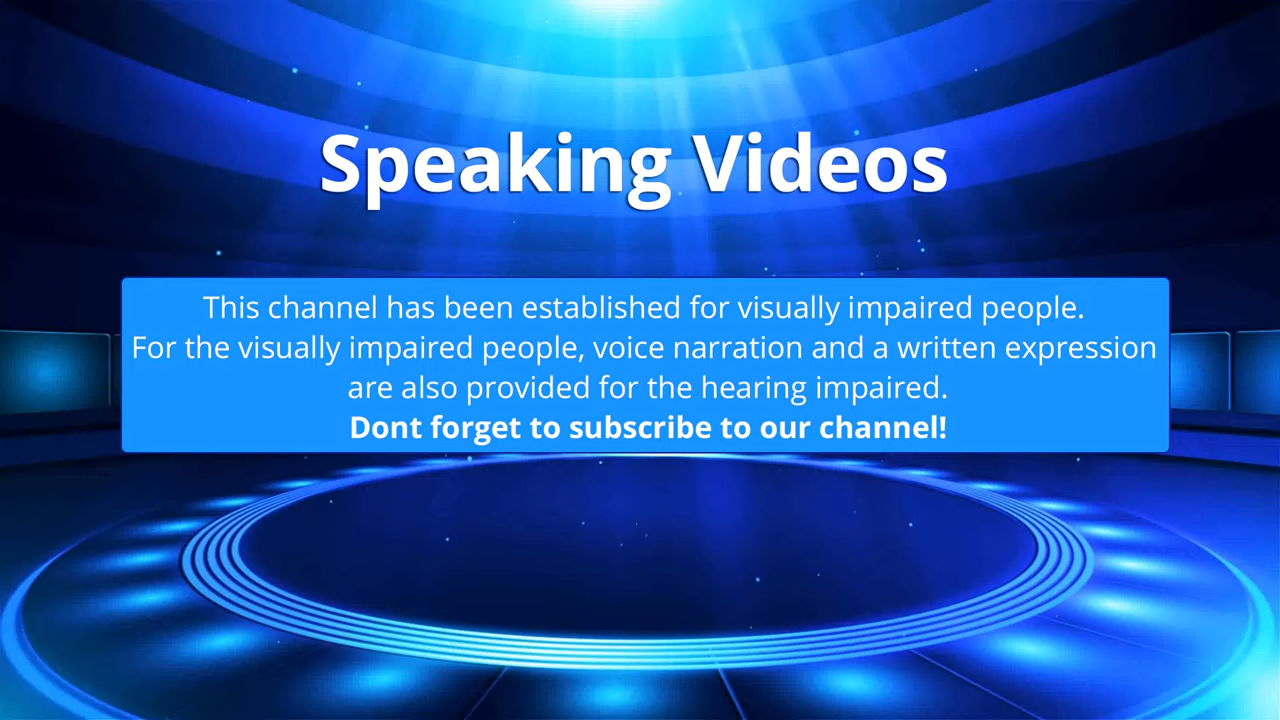 Speaking Videos
This channel has been established for visually impaired people.
For the visually impaired people, voice narration and a written expression
are also provided for the hearing impaired.
Dont forget to subscribe to our channel!